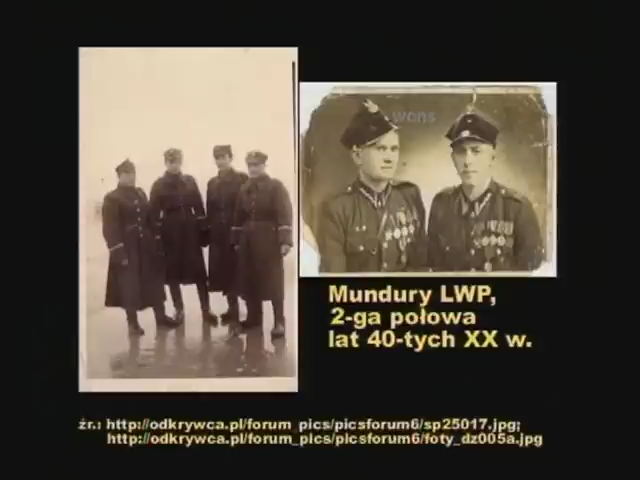 wons
Mundury LWP,
2-ga połowa
lat 40-tych XX w.
źr.: http://odkrywca.pl/forum_pics/picsforum6/sp25017.jpg;
http://odkrywca.pl/forum_pics/picsforum6/foty_dz005a.jpg